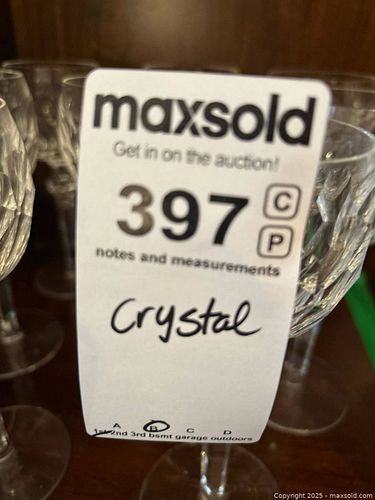 maxsold
Get in on the auction!
397 C
P
notes and measurements
Crystal
A B C D
1st 2nd 3rd bsmt garage outdoors
Copyright 2025 - maxsold.com